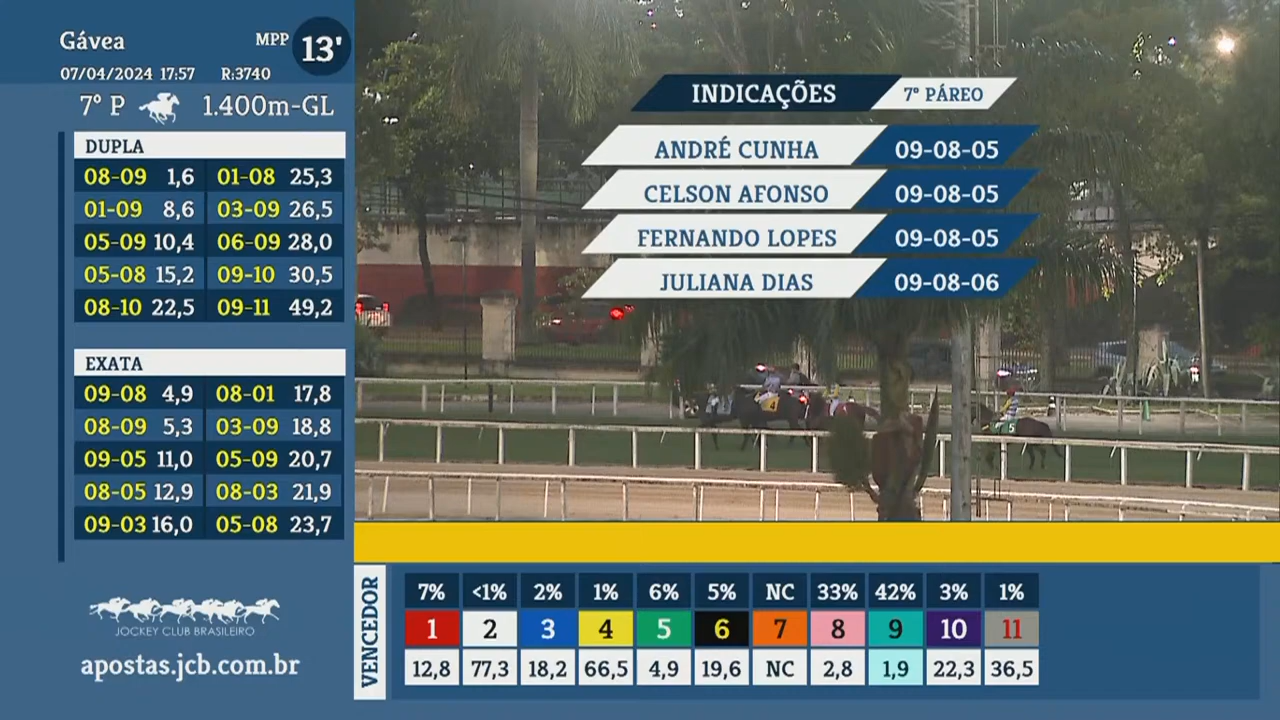 Gávea
MPP 13'
07/04/2024 17:57 R:3740
7° P 1.400m-GL
DUPLA
08-09 1,6 01-08 25,3
01-09 8,6 03-09 26,5
05-09 10,4 06-09 28,0
05-08 15,2 09-10 30,5
08-10 22,5 09-11 49,2
EXATA
09-08 4,9 08-01 17,8
08-09 5,3 03-09 18,8
09-05 11,0 05-09 20,7
08-05 12,9 08-03 21,9
09-03 16,0 05-08 23,7
JOCKEY CLUB BRASILEIRO
apostas.jcb.com.br
INDICAÇÕES 7° PÁREO
ANDRÉ CUNHA 09-08-05
CELSON AFONSO 09-08-05
FERNANDO LOPES 09-08-05
JULIANA DIAS 09-08-06
4
5
VENCEDOR
7% <1% 2% 1% 6% 5% NC 33% 42% 3% 1%
1 2 3 4 5 6 7 8 9 10 11
12,8 77,3 18,2 66,5 4,9 19,6 NC 2,8 1,9 22,3 36,5